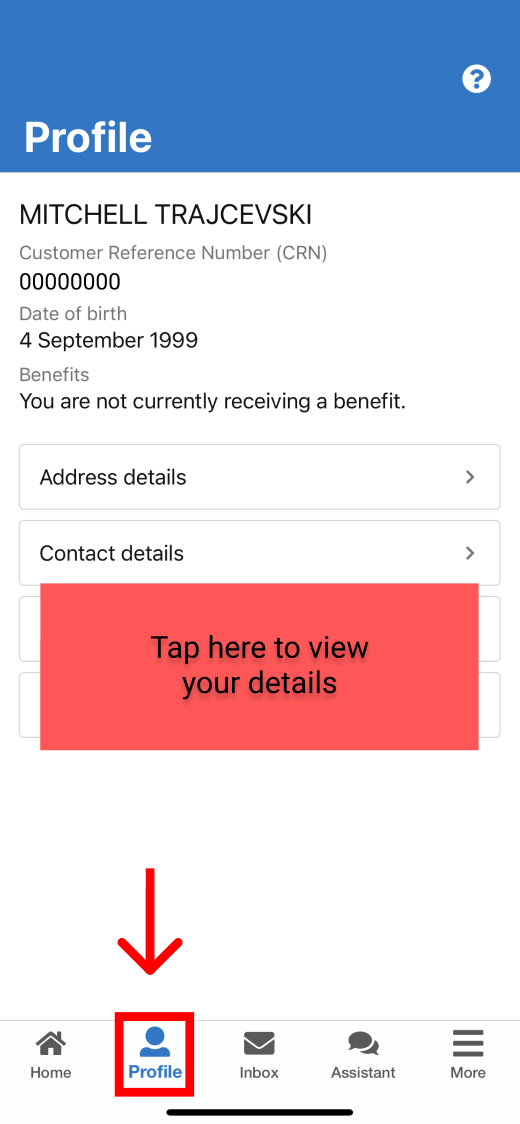 Profile
MITCHELL TRAJCEVSKI
Customer Reference Number (CRN)
00000000
Date of birth
4 September 1999
Benefits
You are not currently receiving a benefit.
Address details
Contact details
Tap here to view
your details
Home
Profile
Inbox
Assistant
More